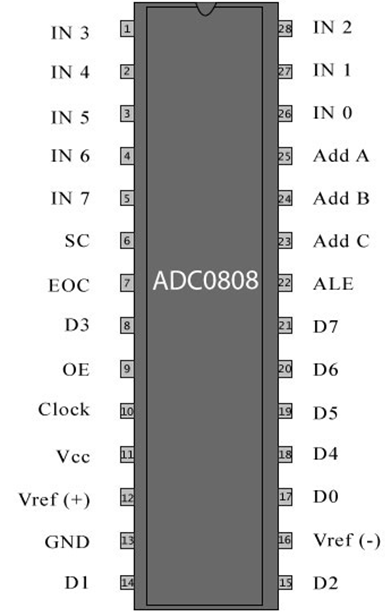 IN 3 1 28 IN 2
IN 4 2 27 IN 1
IN 5 3 26 IN 0
IN 6 4 25 Add A
IN 7 5 24 Add B
SC 6 23 Add C
EOC 7 ADC0808 22 ALE
D3 8 21 D7
OE 9 20 D6
Clock 10 19 D5
Vcc 11 18 D4
Vref (+) 12 17 D0
GND 13 16 Vref (-)
D1 14 15 D2